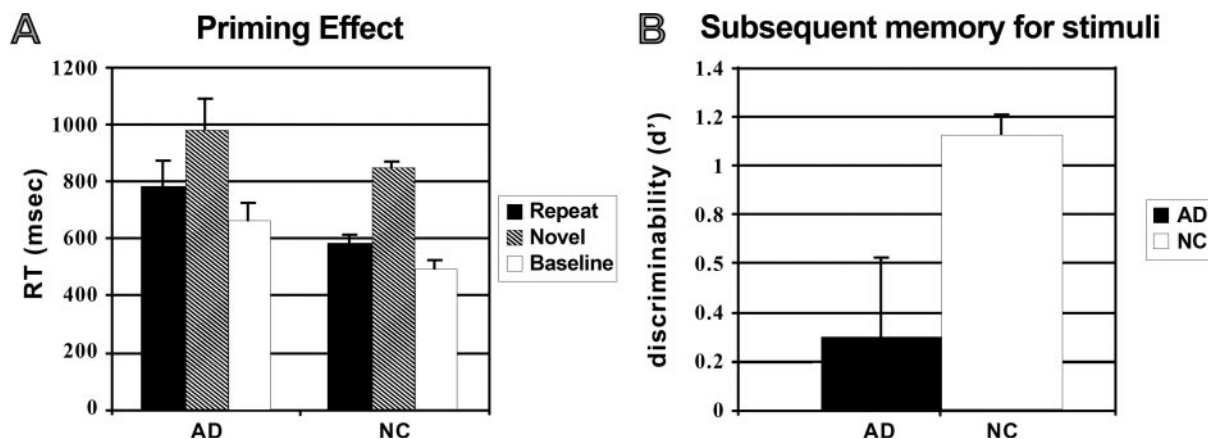 A Priming Effect
1200
1000
800
600
400
200
0
RT (msec)
AD NC
Repeat
Novel
Baseline
B Subsequent memory for stimuli
1.4
1.2
1
0.8
0.5
0.4
0.2
0
discriminability (d’)
AD
NC
NC